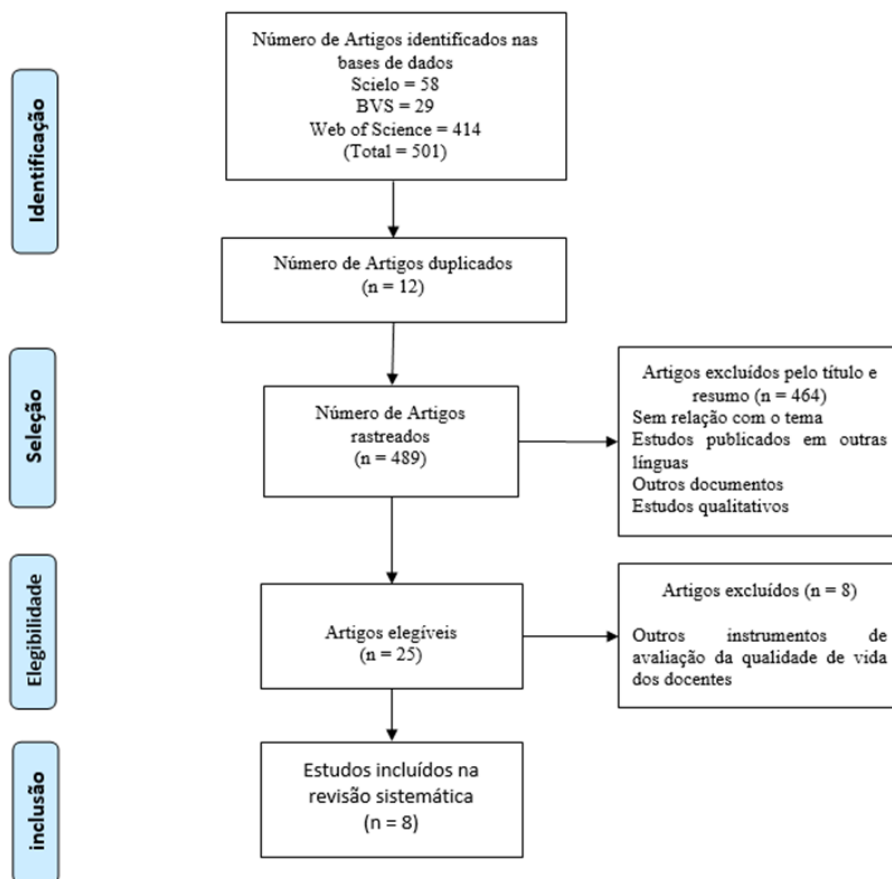 Identificação
Número de Artigos identificados nas
bases de dados
Scielo = 58
BVS = 29
Web of Science = 414
(Total = 501)
Número de Artigos duplicados
(n = 12)
Seleção
Número de Artigos
rastreados
(n = 489)
Artigos excluídos pelo título e
resumo (n = 464)
Sem relação com o tema
Estudos publicados em outras
línguas
Outros documentos
Estudos qualitativos
Elegibilidade
Artigos elegíveis
(n = 25)
Artigos excluídos (n = 8)
Outros instrumentos de
avaliação da qualidade de vida
dos docentes
inclusão
Estudos incluídos na
revisão sistemática
(n = 8)